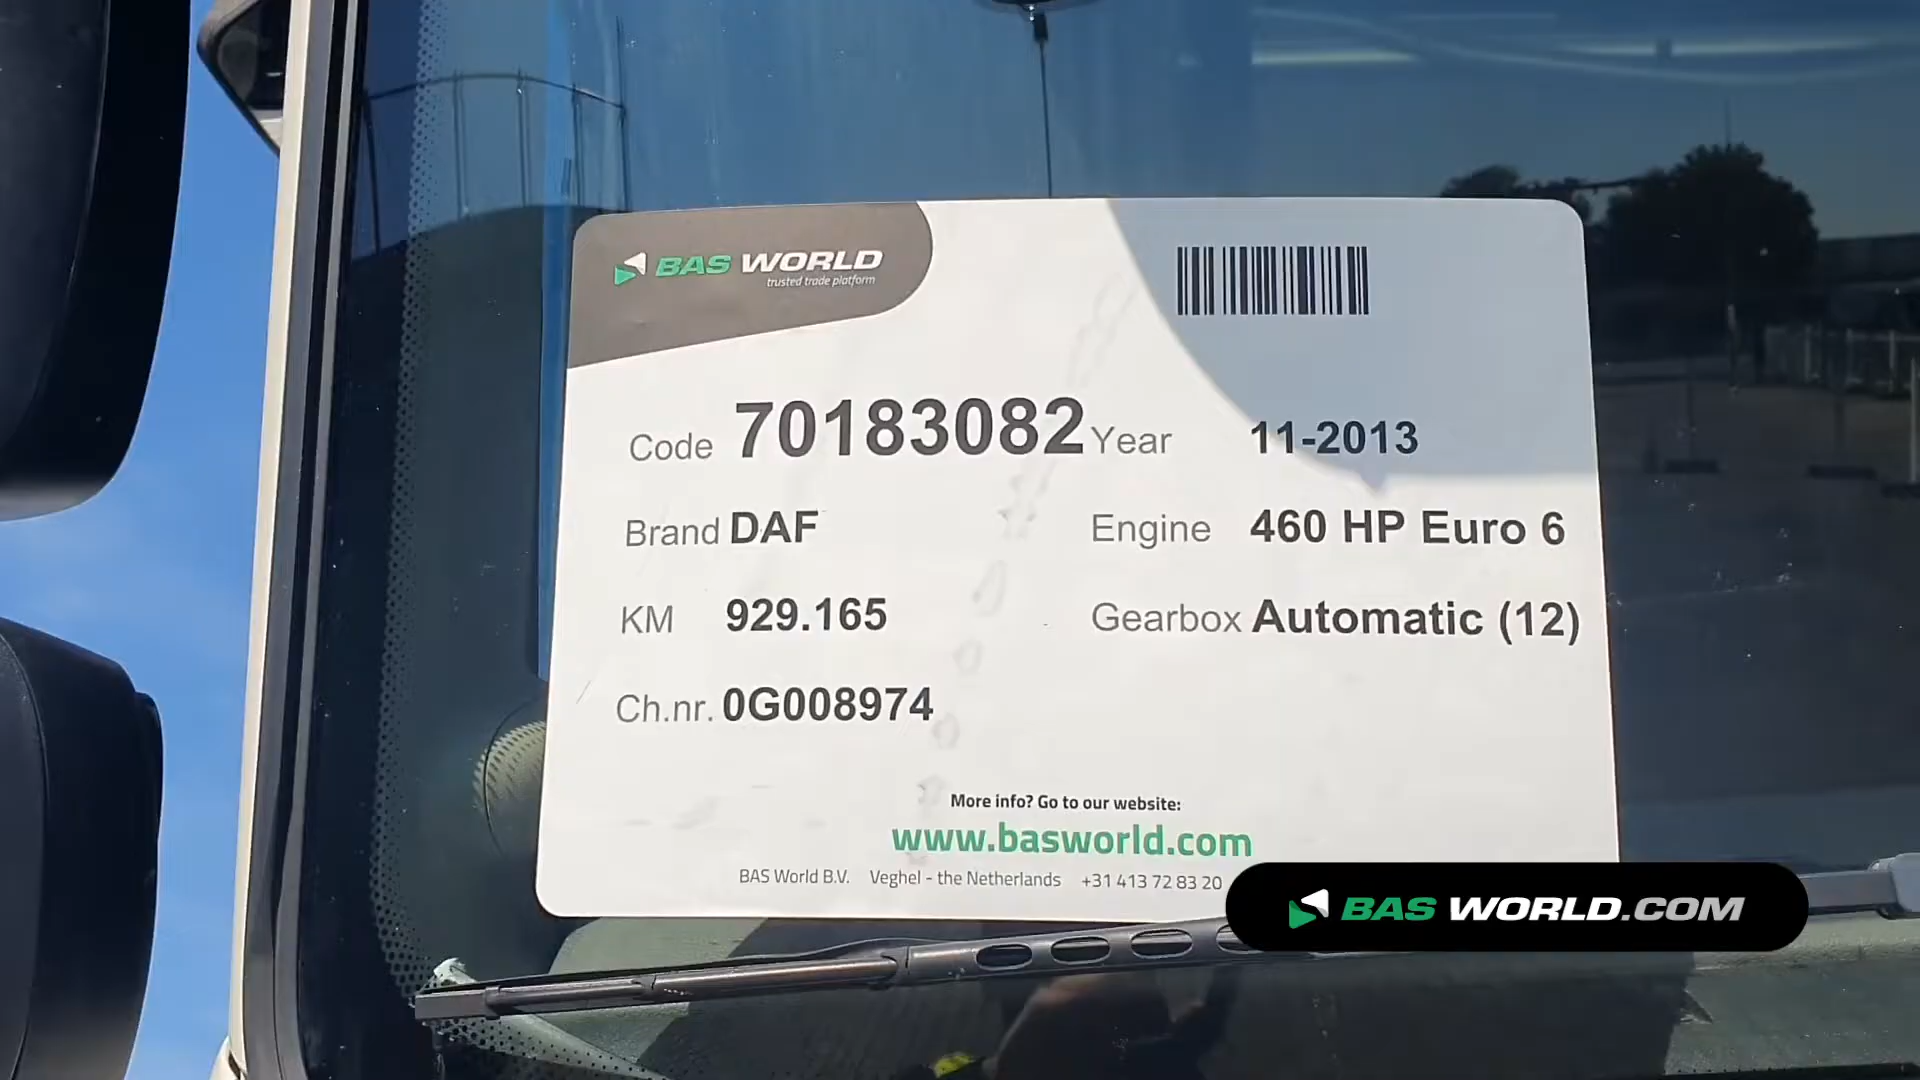 BAS WORLD
trusted trade platform
Code 70183082 Year 11-2013
Brand DAF Engine 460 HP Euro 6
KM 929.165 Gearbox Automatic (12)
Ch.nr. 0G008974
More info? Go to our website:
www.basworld.com
BAS World B.V. Veghel - the Netherlands +31 413 72 83 20
BAS WORLD.COM